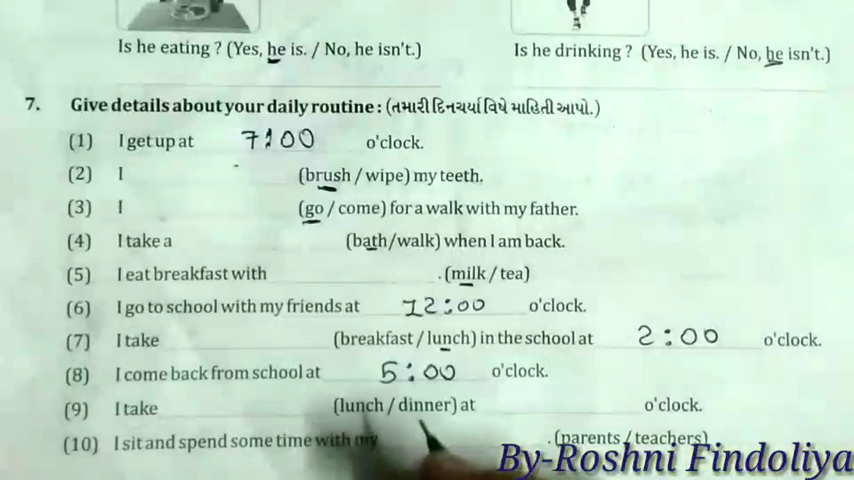 Is he eating ? (Yes, he is. / No, he isn't.) Is he drinking ? (Yes, he is. / No, he isn't.)
7. Give details about your daily routine : (તમારી દિનચર્યા વિષે માહિતી આપો.)
(1) I get up at 7:00 o'clock.
(2) I (brush / wipe) my teeth.
(3) I (go / come) for a walk with my father.
(4) I take a (bath/walk) when I am back.
(5) I eat breakfast with . (milk / tea)
(6) I go to school with my friends at 12:00 o'clock.
(7) I take (breakfast / lunch) in the school at 2:00 o'clock.
(8) I come back from school at 5:00 o'clock.
(9) I take (lunch / dinner) at o'clock.
(10) I sit and spend some time with my . (parents / teachers)
By-Roshni Findoliya